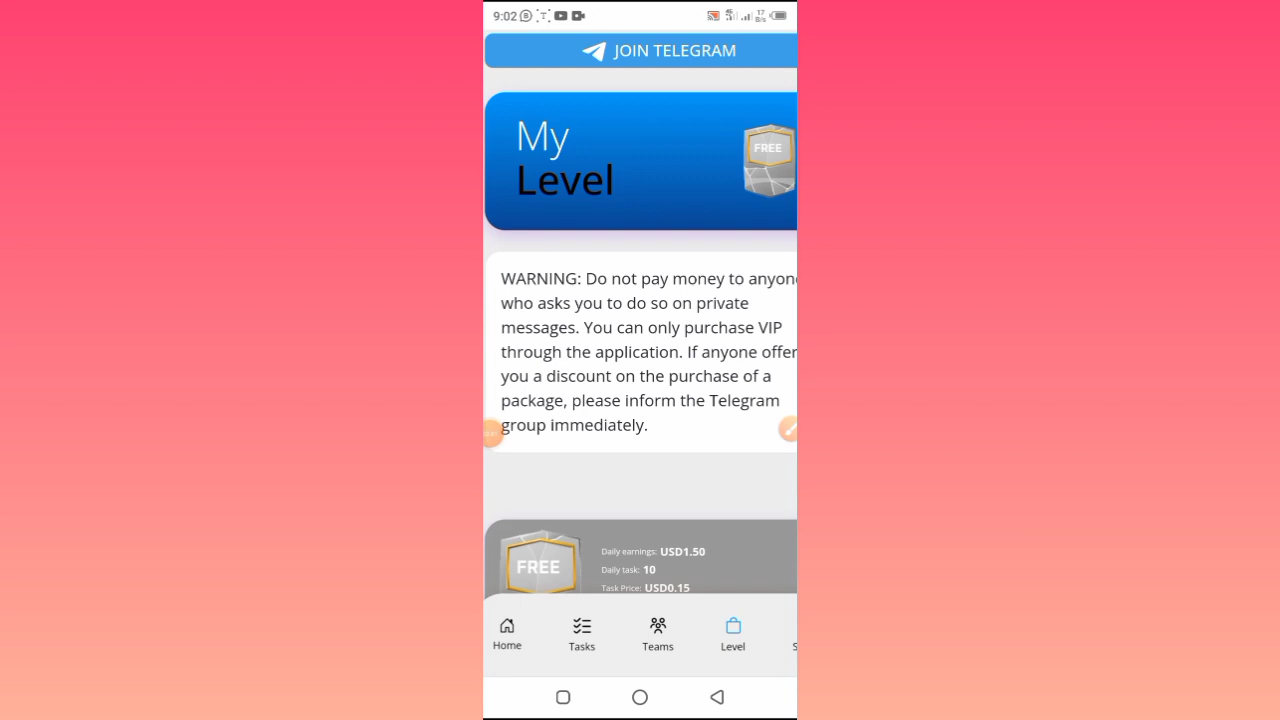 9:02
17
B/s
JOIN TELEGRAM
My
Level
FREE
WARNING: Do not pay money to anyone
who asks you to do so on private
messages. You can only purchase VIP
through the application. If anyone offer
you a discount on the purchase of a
package, please inform the Telegram
group immediately.
FREE
Daily earnings: USD1.50
Daily task: 10
Task Price: USD0.15
Home
Tasks
Teams
Level
S